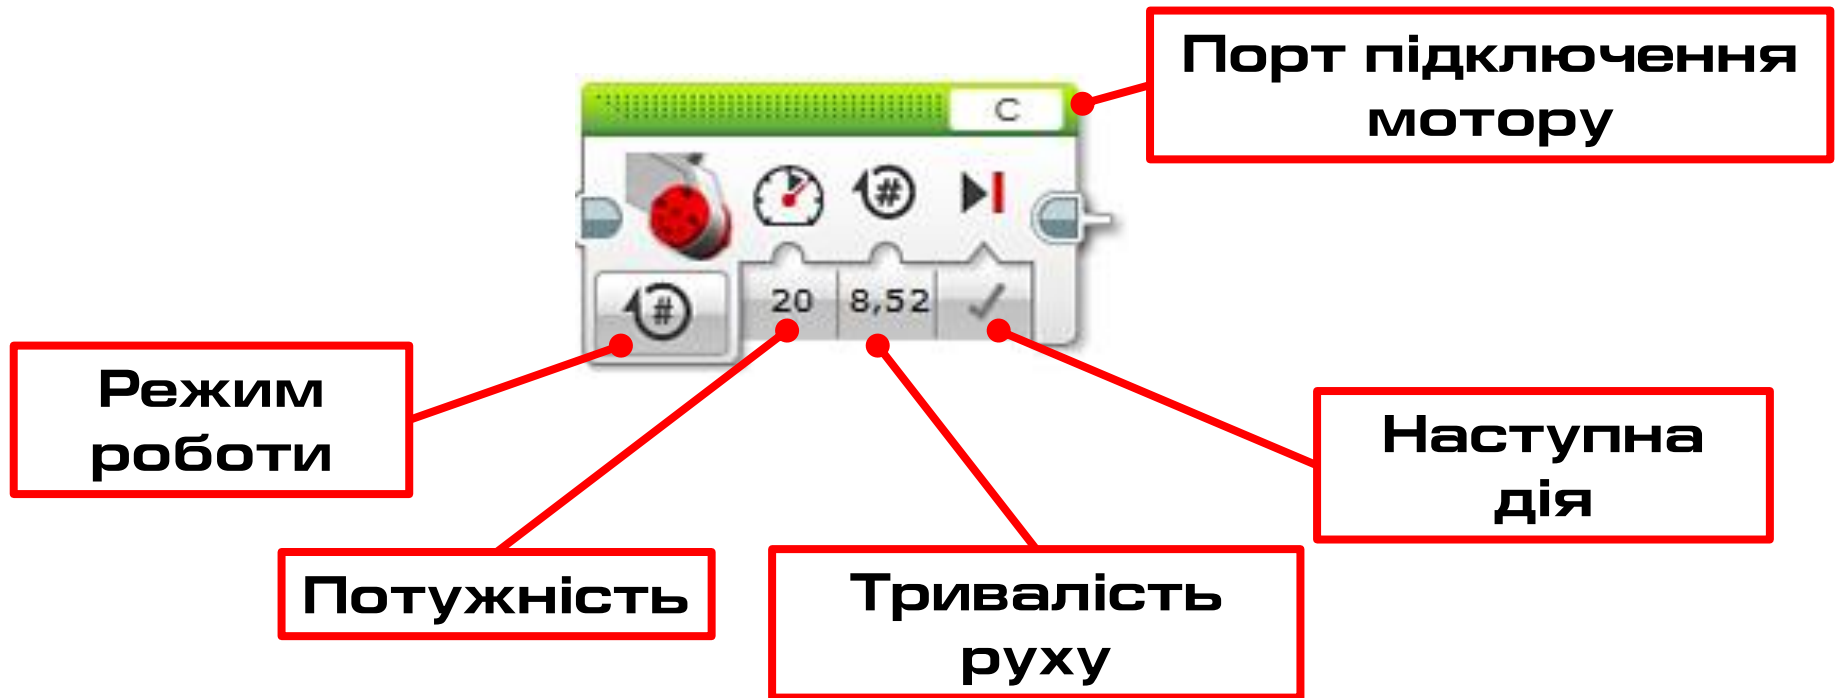 Порт підключення
мотору
C
#
#
20
8,52
Режим
роботи
Наступна
дія
Потужність
Тривалість
руху